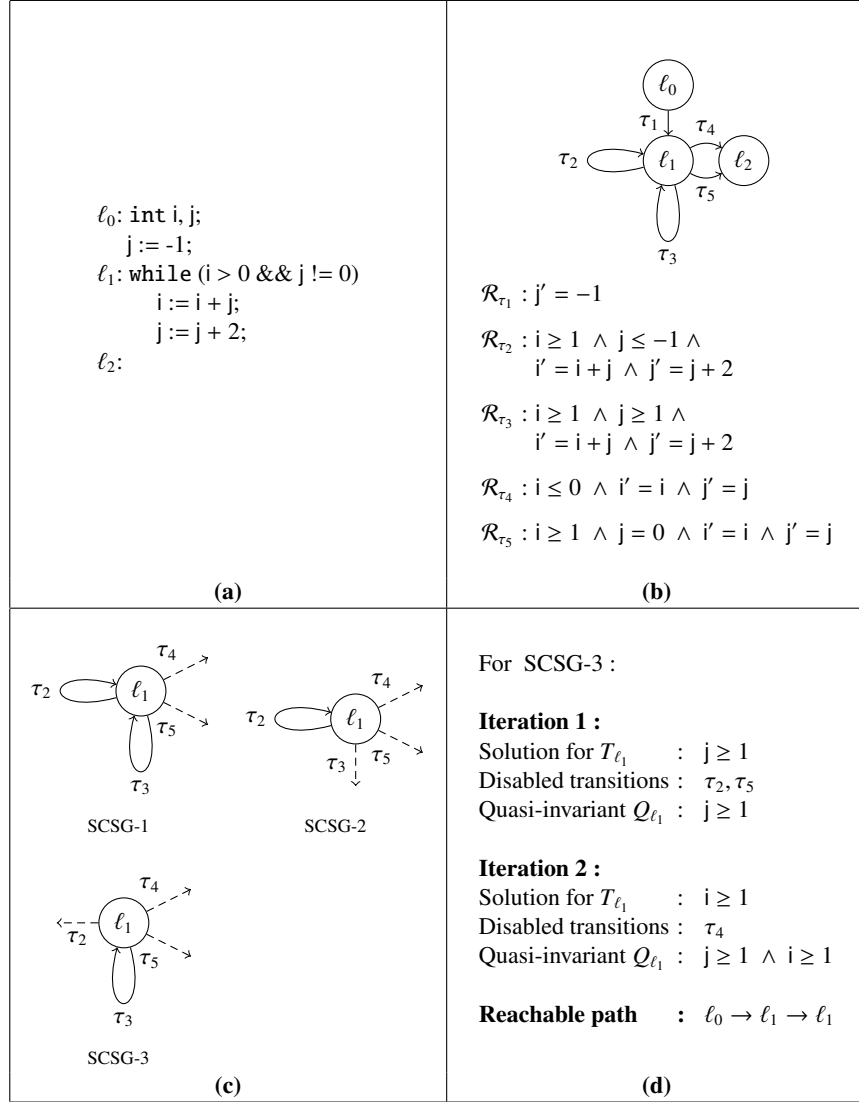 ℓ0: int i, j;
j := -1;
ℓ1: while (i > 0 && j != 0)
i := i + j;
j := j + 2;
ℓ2:
(a)
ℓ0
τ1
τ4
τ2
ℓ1
ℓ2
τ5
τ3
Rτ1 : j′ = −1
Rτ2 : i ≥ 1 ∧ j ≤ −1 ∧
i′ = i + j ∧ j′ = j + 2
Rτ3 : i ≥ 1 ∧ j ≥ 1 ∧
i′ = i + j ∧ j′ = j + 2
Rτ4 : i ≤ 0 ∧ i′ = i ∧ j′ = j
Rτ5 : i ≥ 1 ∧ j = 0 ∧ i′ = i ∧ j′ = j
(b)
τ4
τ2
ℓ1
τ5
τ3
SCSG-1
τ4
τ2
ℓ1
τ3
τ5
SCSG-2
τ4
ℓ1
τ2
τ5
τ3
SCSG-3
(c)
For SCSG-3 :
Iteration 1 :
Solution for Tℓ1 : j ≥ 1
Disabled transitions : τ2, τ5
Quasi-invariant Qℓ1 : j ≥ 1
Iteration 2 :
Solution for Tℓ1 : i ≥ 1
Disabled transitions : τ4
Quasi-invariant Qℓ1 : j ≥ 1 ∧ i ≥ 1
Reachable path : ℓ0 → ℓ1 → ℓ1
(d)